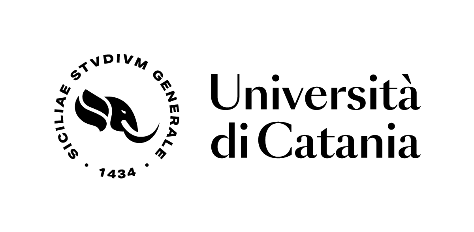 SICILIAE STVDIVM GENERALE
· 1434 ·
Università
di Catania